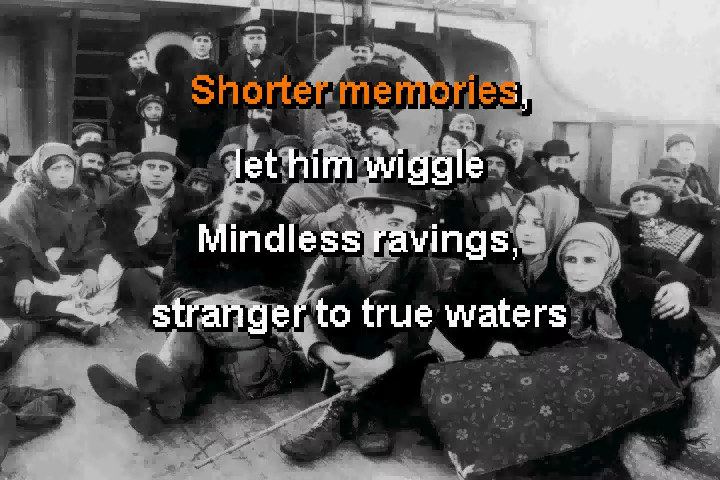 Shorter memories,
let him wiggle
Mindless ravings,
stranger to true waters